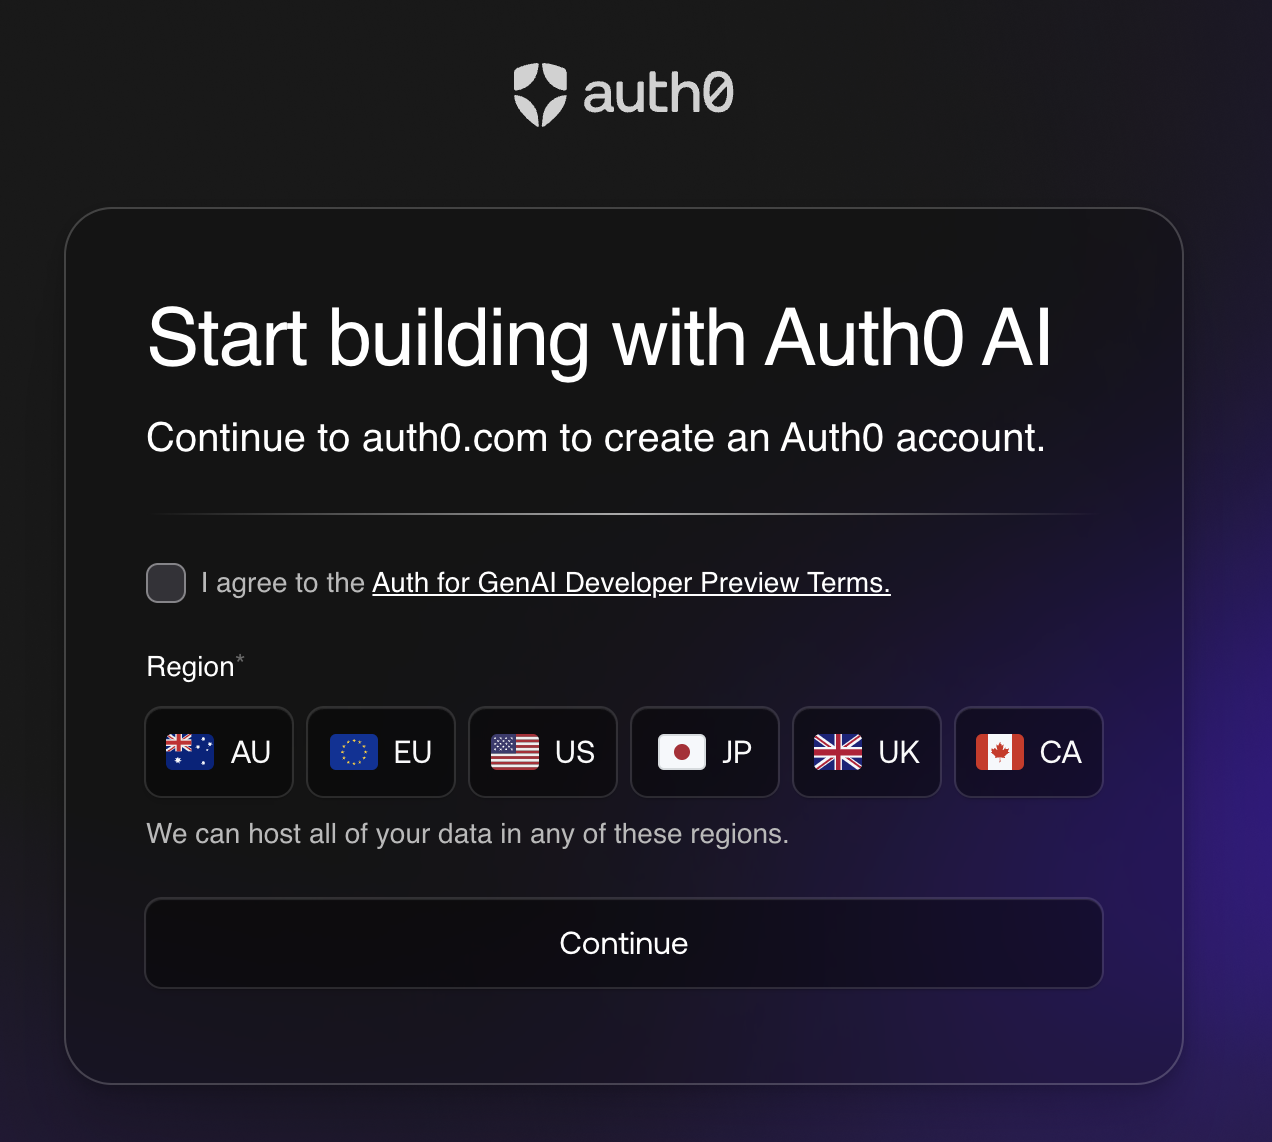 auth0
Start building with Auth0 AI
Continue to auth0.com to create an Auth0 account.
I agree to the Auth for GenAI Developer Preview Terms.
Region*
AU EU US JP UK CA
We can host all of your data in any of these regions.
Continue